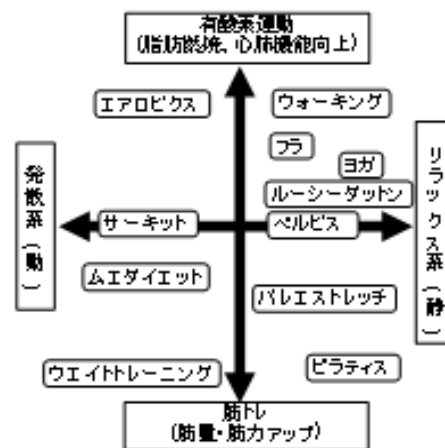 有酸素運動
(脂肪燃焼、心肺機能向上)
エアロビクス
ウォーキング
フラ
ヨガ
ルーシーダットン
発散系(動)
サーキット
ペルビス
リラックス系(静)
ムエダイエット
バレエストレッチ
ウエイトトレーニング
ピラティス
筋トレ
(筋量・筋力アップ)